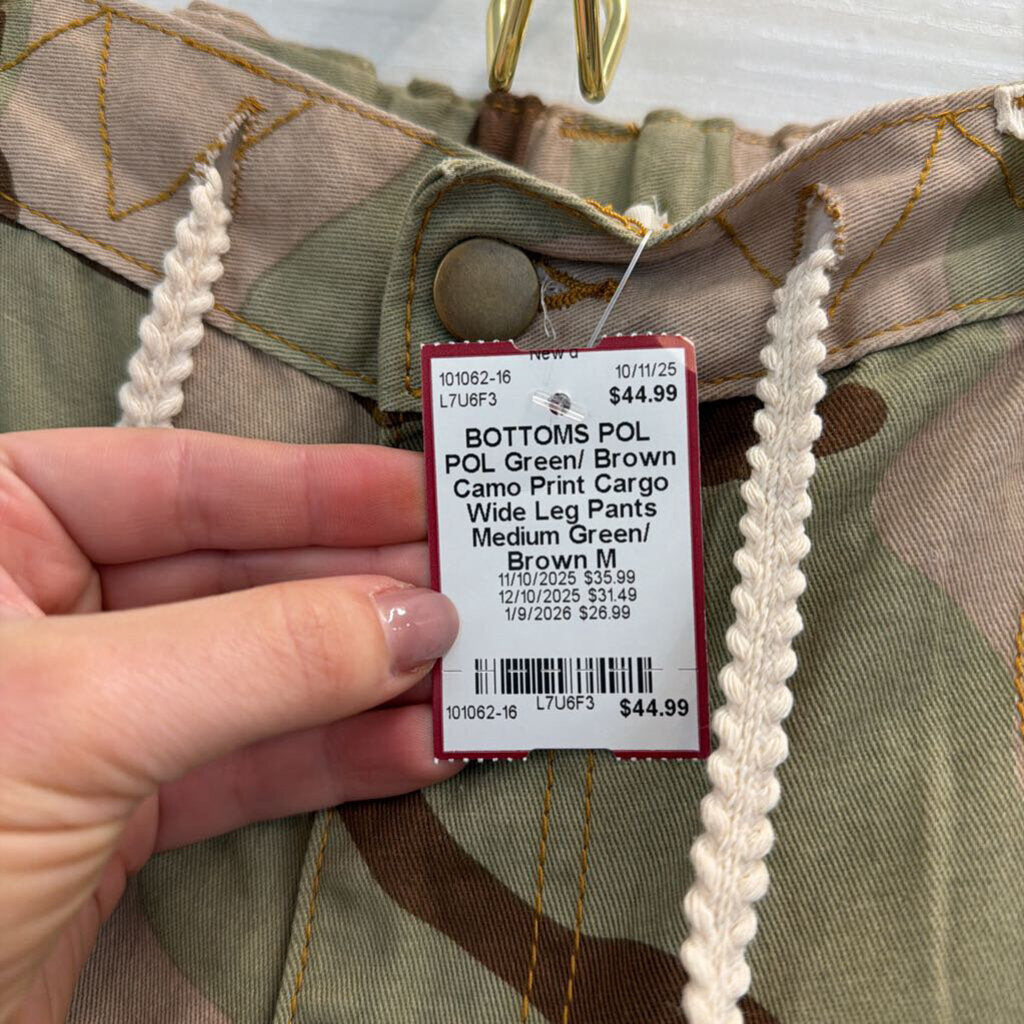 New
101062-16 10/11/25
L7U6F3 $44.99
BOTTOMS POL
POL Green/ Brown
Camo Print Cargo
Wide Leg Pants
Medium Green/
Brown M
11/10/2025 $35.99
12/10/2025 $31.49
1/9/2026 $26.99
101062-16 L7U6F3 $44.99